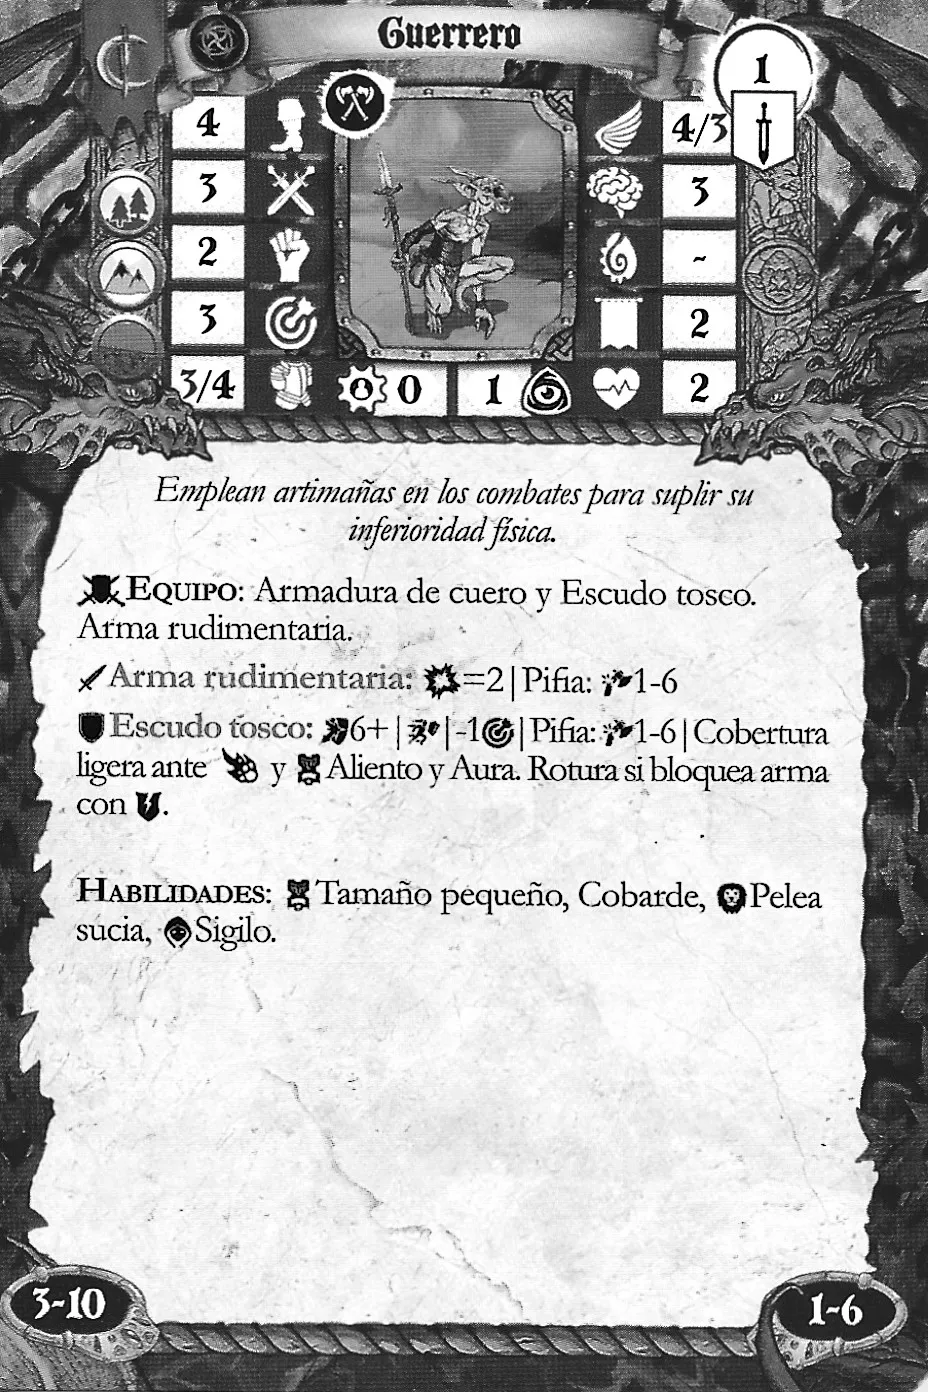 Guerrero
1
4
4/3
3
3
2
-
3
2
3/4
0
1
2
Emplean artimañas en los combates para suplir su
inferioridad física.
EQUIPO: Armadura de cuero y Escudo tosco.
Arma rudimentaria.
Arma rudimentaria: =2 | Pifia: 1-6
Escudo tosco: 6+ | | -1 | Pifia: 1-6 | Cobertura
ligera ante y Aliento y Aura. Rotura si bloquea arma
con .
HABILIDADES: Tamaño pequeño, Cobarde, Pelea
sucia, Sigilo.
3-10
1-6